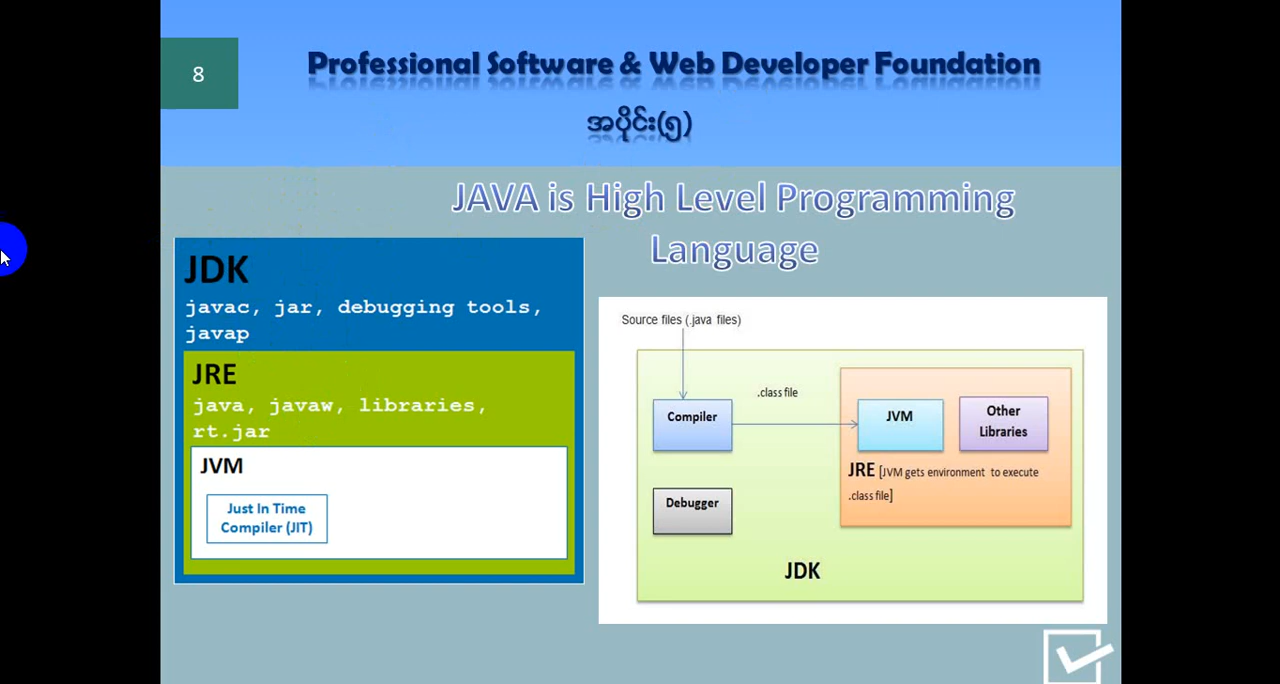 8
Professional Software & Web Developer Foundation
အပိုင်း(၅)
JAVA is High Level Programming
Language
JDK
javac, jar, debugging tools,
javap
JRE
java, javaw, libraries,
rt.jar
JVM
Just In Time
Compiler (JIT)
Source files (.java files)
Compiler
.class file
JVM
Other
Libraries
JRE [JVM gets environment to execute
.class file]
Debugger
JDK